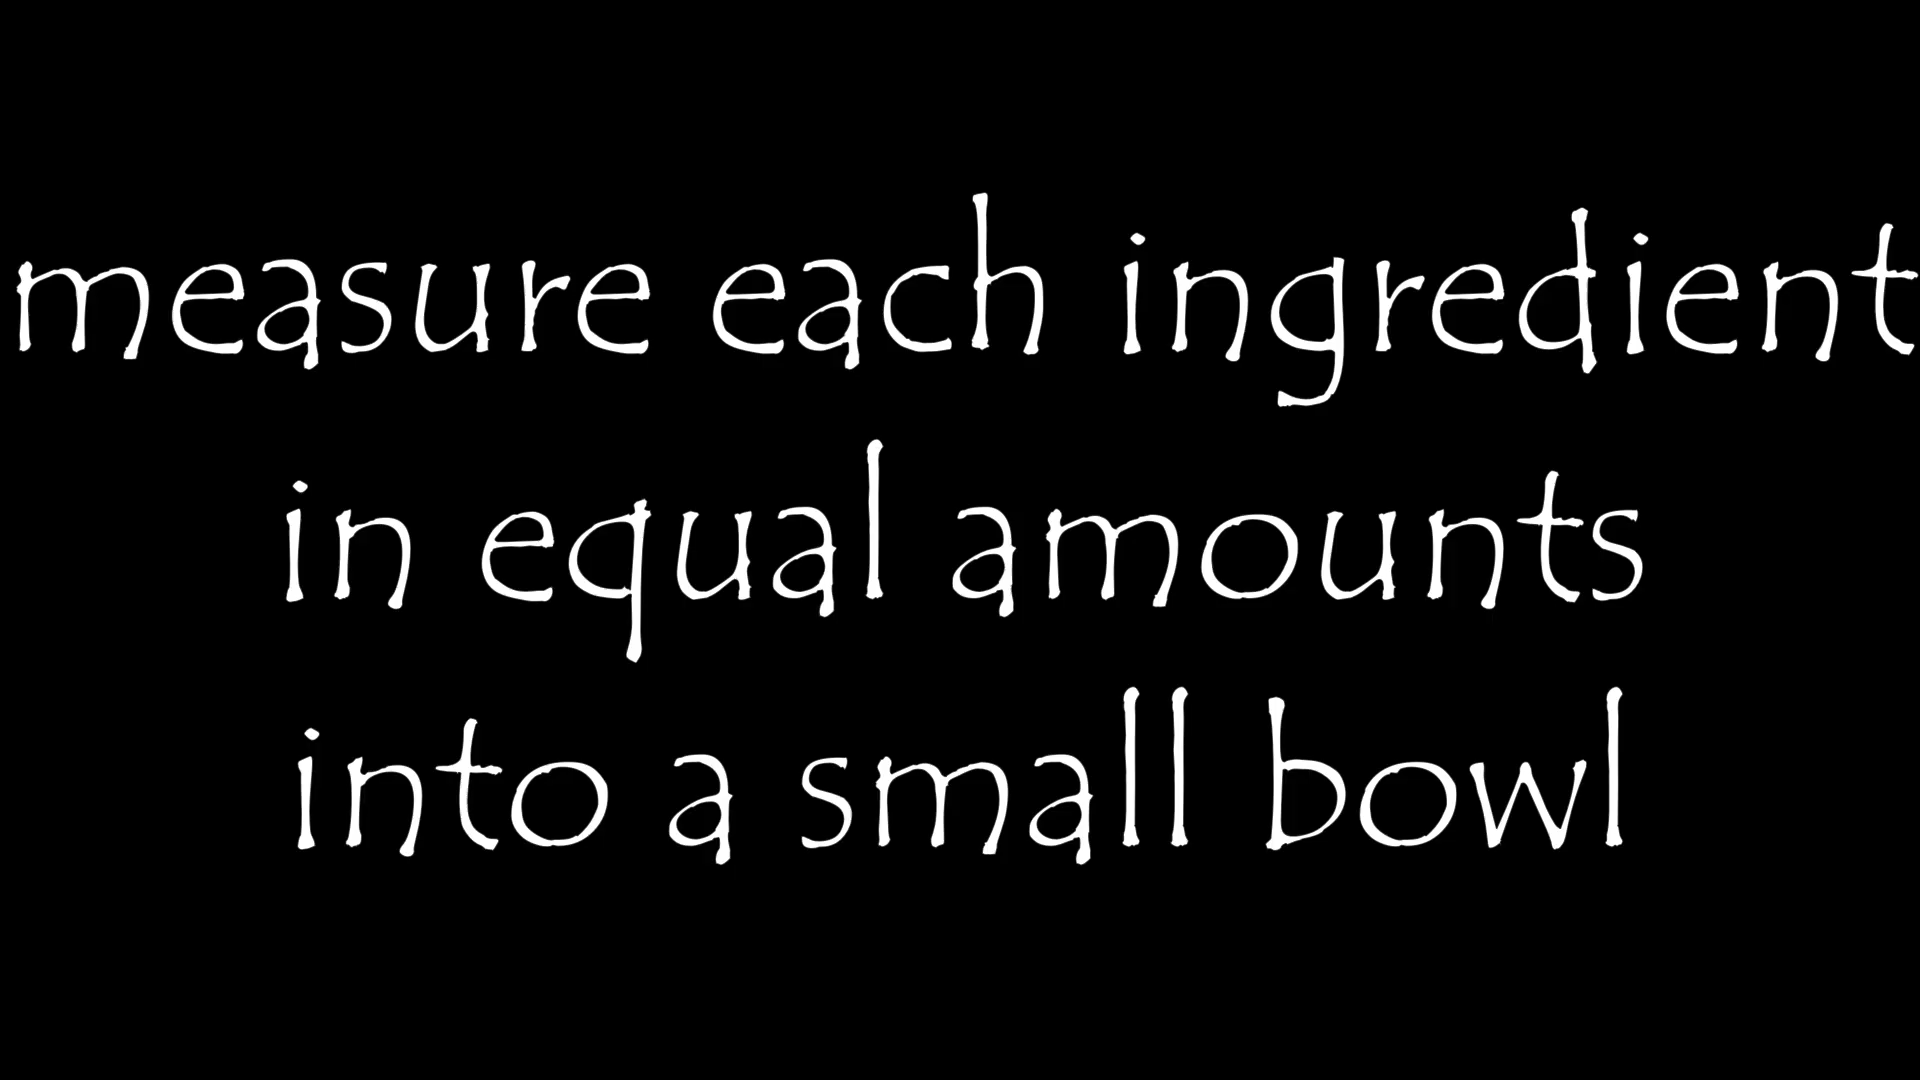 measure each ingredient
in equal amounts
into a small bowl